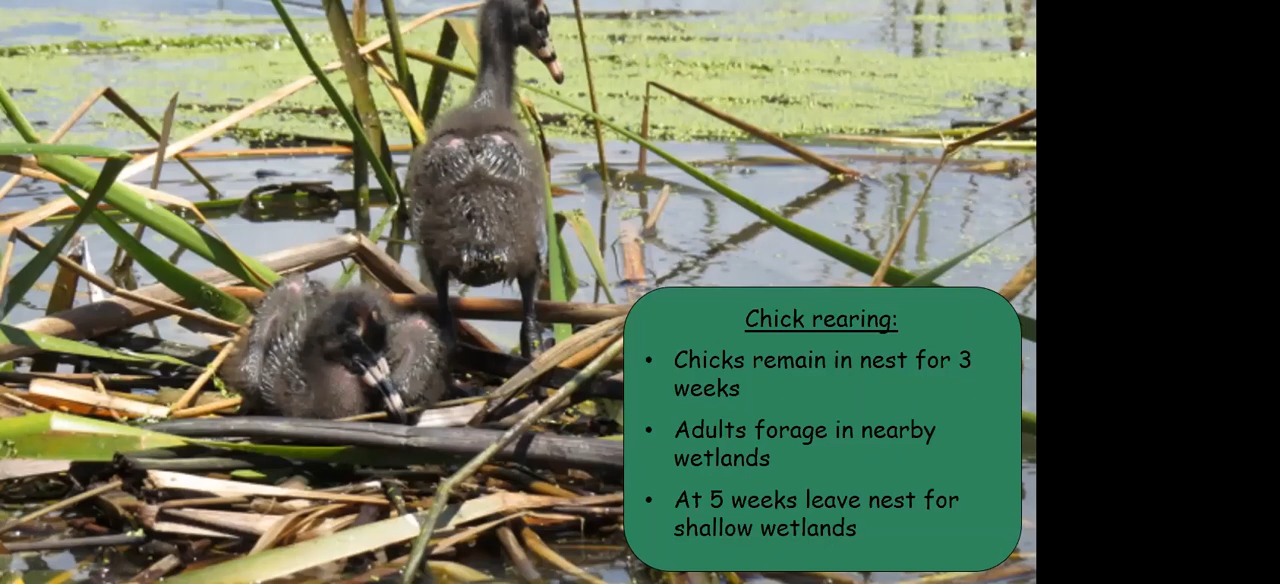 Chick rearing:
• Chicks remain in nest for 3
weeks
• Adults forage in nearby
wetlands
• At 5 weeks leave nest for
shallow wetlands